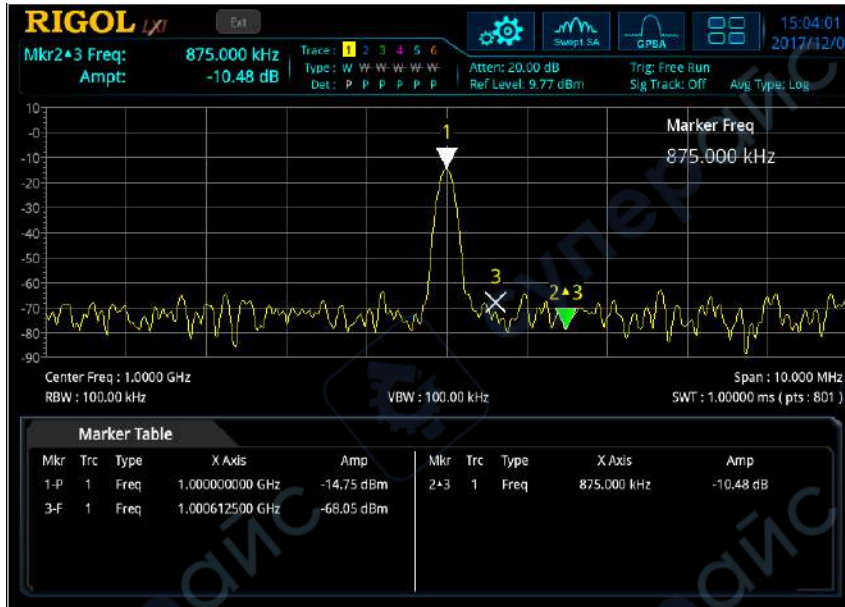 RIGOL LXI Ext 15:04:01
Swept SA GPSA 2017/12/0
Mkr2▲3 Freq: 875.000 kHz
Ampt: -10.48 dB
Trace: 1 2 3 4 5 6
Type: W W W W W W
Det: P P P P P P
Atten: 20.00 dB Trig: Free Run
Ref Level: 9.77 dBm Sig Track: Off Avg Type: Log
Marker Freq
875.000 kHz
10
-0
-10
-20
-30
-40
-50
-60
-70
-80
-90
1
3
2▲3
Center Freq : 1.0000 GHz Span : 10.000 MHz
RBW : 100.00 kHz VBW : 100.00 kHz SWT : 1.00000 ms ( pts : 801 )
Marker Table
Mkr Trc Type X Axis Amp Mkr Trc Type X Axis Amp
1-P 1 Freq 1.000000000 GHz -14.75 dBm 2▲3 1 Freq 875.000 kHz -10.48 dB
3-F 1 Freq 1.000612500 GHz -68.05 dBm
суперайс
айс
айс